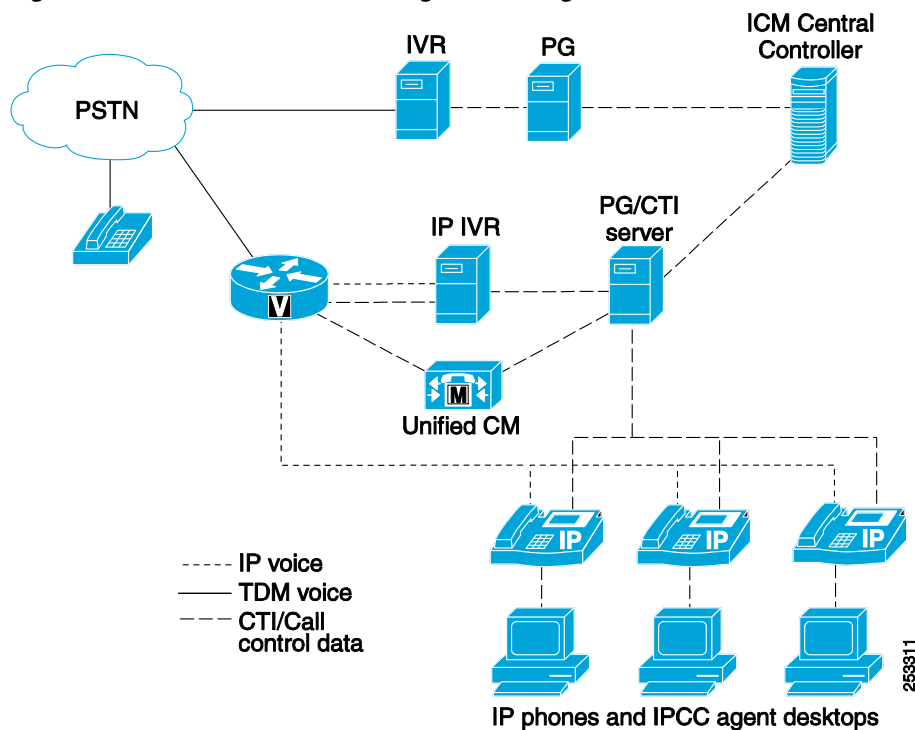 IVR
PG
ICM Central
Controller
PSTN
IP IVR
PG/CTI
server
V
M
Unified CM
IP
IP
IP
IP voice
TDM voice
CTI/Call
control data
253311
IP phones and IPCC agent desktops